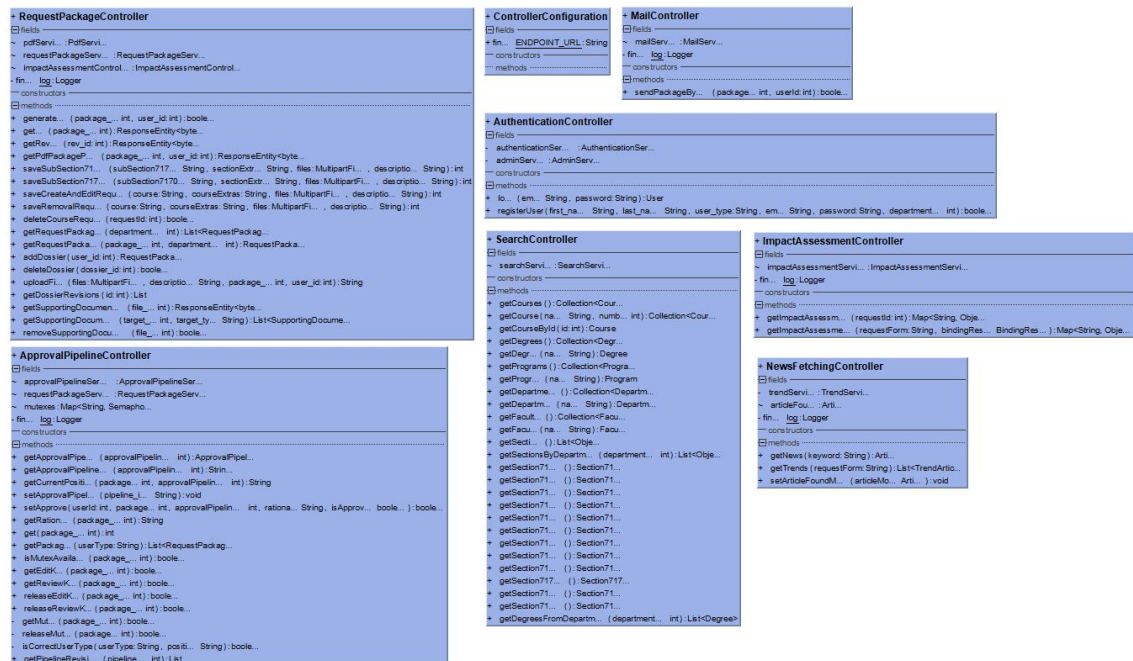 + RequestPackageController
fields
~ pdfServi... : PdfServi...
~ requestPackageServ... : RequestPackageServ...
~ impactAssessmentControl... : ImpactAssessmentControl...
- fin... log : Logger
constructors
methods
+ generate... ( package_... int, user_id: int) : boole...
+ get... ( package_... int) : ResponseEntity<byte...
+ getRev... ( rev_id: int) : ResponseEntity<byte...
+ getPdfPackageP... ( package_... int, user_id: int) : ResponseEntity<byte...
+ saveSubSection71... ( subSection717... String, sectionExtr... String, files: MultipartFi... , descriptio... String) : int
+ saveSubSection717... ( subSection7170... String, sectionExtr... String, files: MultipartFi... , descriptio... String) : int
+ saveCreateAndEditRequ... ( course: String, courseExtras: String, files: MultipartFi... , descriptio... String) : int
+ saveRemovalRequ... ( course: String, courseExtras: String, files: MultipartFi... , descriptio... String) : int
+ deleteCourseRequ... ( requestId: int) : boole...
+ getRequestPackag... ( department... int) : List<RequestPackag...
+ getRequestPacka... ( package_... int, department... int) : RequestPacka...
+ addDossier ( user_id: int) : RequestPacka...
+ deleteDossier ( dossier_id: int) : boole...
+ uploadFi... ( files: MultipartFi... , descriptio... String, package_... int, user_id: int) : String
+ getDossierRevisions ( id: int) : List
+ getSupportingDocumen... ( file_... int) : ResponseEntity<byte...
+ getSupportingDocum... ( target_... int, target_ty... String) : List<SupportingDocume...
+ removeSupportingDocu... ( file_... int) : boole...
+ ControllerConfiguration
fields
+ fin... ENDPOINT_URL : String
constructors
methods
+ MailController
fields
~ mailServ... : MailServ...
- fin... log : Logger
constructors
methods
+ sendPackageBy... ( package... int, userId: int) : boole...
+ AuthenticationController
fields
- authenticationSer... : AuthenticationSer...
- adminServ... : AdminServ...
constructors
methods
+ lo... ( em... String, password: String) : User
+ registerUser ( first_na... String, last_na... String, user_type: String, em... String, password: String, department... int) : boole...
+ SearchController
fields
~ searchServi... : SearchServi...
constructors
methods
+ getCourses ( ) : Collection<Cour...
+ getCourse ( na... String, numb... int) : Collection<Cour...
+ getCourseById ( id: int) : Course
+ getDegrees ( ) : Collection<Degr...
+ getDegr... ( na... String) : Degree
+ getPrograms ( ) : Collection<Progra...
+ getProgr... ( na... String) : Program
+ getDepartme... ( ) : Collection<Departm...
+ getDepartm... ( na... String) : Departm...
+ getFacult... ( ) : Collection<Facu...
+ getFacu... ( na... String) : Facu...
+ getSecti... ( ) : List<Obje...
+ getSectionsByDepartm... ( department... int) : List<Obje...
+ getSection71... ( ) : Section71...
+ getSection71... ( ) : Section71...
+ getSection71... ( ) : Section71...
+ getSection71... ( ) : Section71...
+ getSection71... ( ) : Section71...
+ getSection71... ( ) : Section71...
+ getSection71... ( ) : Section71...
+ getSection71... ( ) : Section71...
+ getSection71... ( ) : Section71...
+ getSection717... ( ) : Section717...
+ getSection71... ( ) : Section71...
+ getSection71... ( ) : Section71...
+ getDegreesFromDepartm... ( department... int) : List<Degree>
+ ImpactAssessmentController
fields
~ impactAssessmentServi... : ImpactAssessmentServi...
- fin... log : Logger
constructors
methods
+ getImpactAssessm... ( requestId: int) : Map<String, Obje...
+ getImpactAssessme... ( requestForm: String, bindingRes... BindingRes... ) : Map<String, Obje...
+ ApprovalPipelineController
fields
~ approvalPipelineSer... : ApprovalPipelineSer...
~ requestPackageServ... : RequestPackageServ...
~ mutexes : Map<String, Semapho...
- fin... log : Logger
constructors
methods
+ getApprovalPipe... ( approvalPipelin... int) : ApprovalPipel...
+ getApprovalPipeline... ( approvalPipelin... int) : Strin...
+ getCurrentPositi... ( package... int, approvalPipelin... int) : String
+ setApprovalPipel... ( pipeline_i... String) : void
+ setApprove ( userId: int, package... int, approvalPipelin... int, rationa... String, isApprov... boole... ) : boole...
+ getRation... ( package_... int) : String
+ get ( package_... int) : int
+ getPackag... ( userType: String) : List<RequestPackag...
+ isMutexAvaila... ( package_... int) : boole...
+ getEditK... ( package_... int) : boole...
+ getReviewK... ( package_... int) : boole...
+ releaseEditK... ( package_... int) : boole...
+ releaseReviewK... ( package_... int) : boole...
- getMut... ( package_... int) : boole...
- releaseMut... ( package... int) : boole...
- isCorrectUserType ( userType: String, positi... String) : boole...
+ getPipelineRevisi... ( pipeline... int) : List
+ NewsFetchingController
fields
- trendServi... : TrendServi...
~ articleFou... : Arti...
- fin... log : Logger
constructors
methods
+ getNews ( keyword: String) : Arti...
+ getTrends ( requestForm: String) : List<TrendArtic...
+ setArticleFoundM... ( articleMo... Arti... ) : void